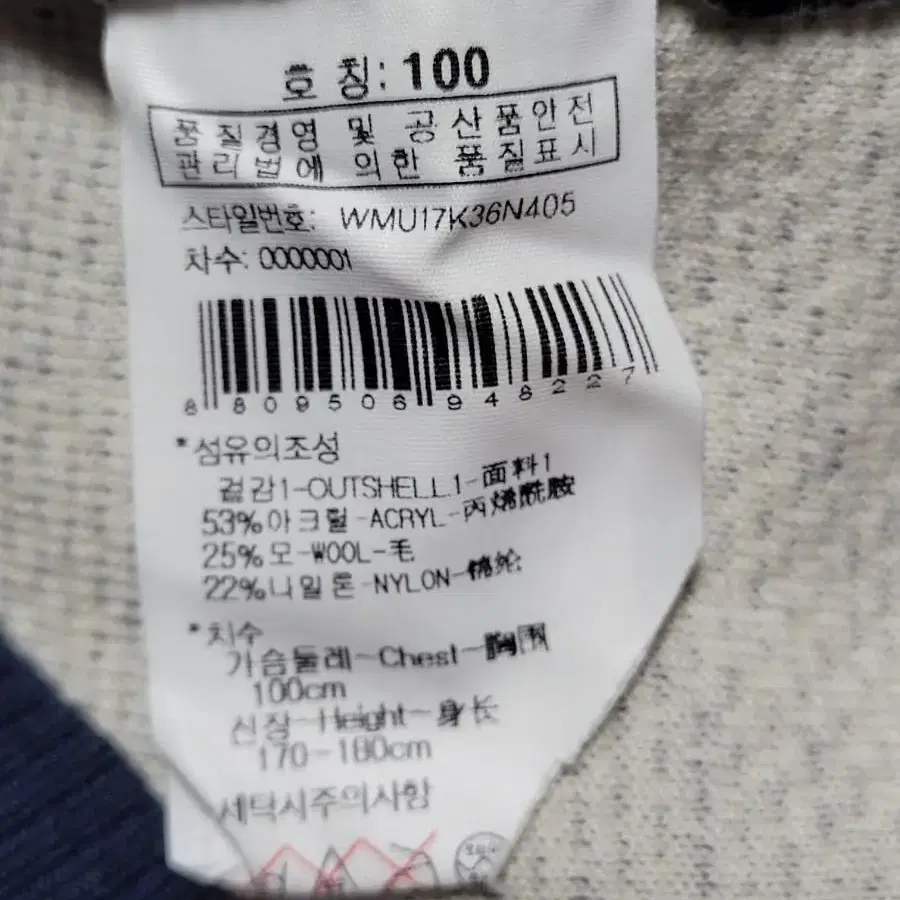 호 칭: 100
품질경영 및 공산품안전
관리법에 의한 품질표시
스타일번호: WMU17K36N405
차수: 0000001
8 809506 948227
*섬유의조성
겉감1-OUTSHELL1-面料1
53%아크릴-ACRYL-丙烯酰胺
25%모-WOOL-毛
22%나일론-NYLON-锦纶
*치수
가슴둘레-Chest-胸围
100cm
신장-Height-身长
170-180cm
세탁시주의사항